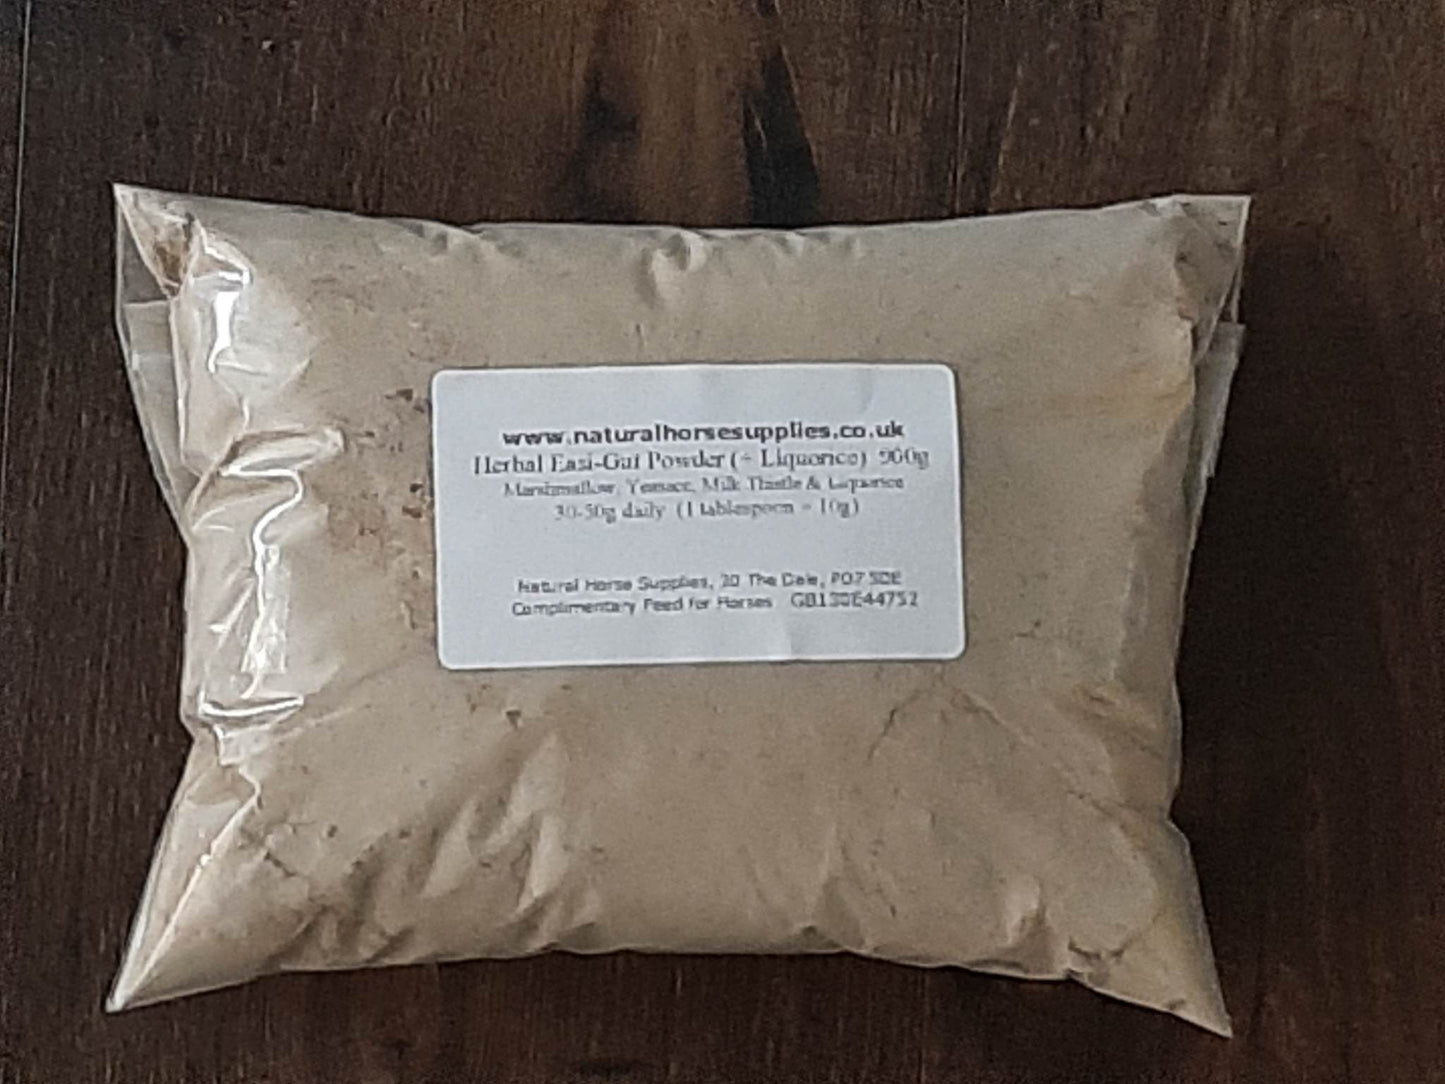 www.naturalhorsesupplies.co.uk
Herbal Easi-Gut Powder (+ Liquorice) 900g
Marshmallow, Yeasacc, Milk Thistle & Liquorice
30-50g daily (1 tablespoon = 10g)
Natural Horse Supplies, 30 The Dale, PO7 5DE
Complimentary Feed for Horses GB130E44752